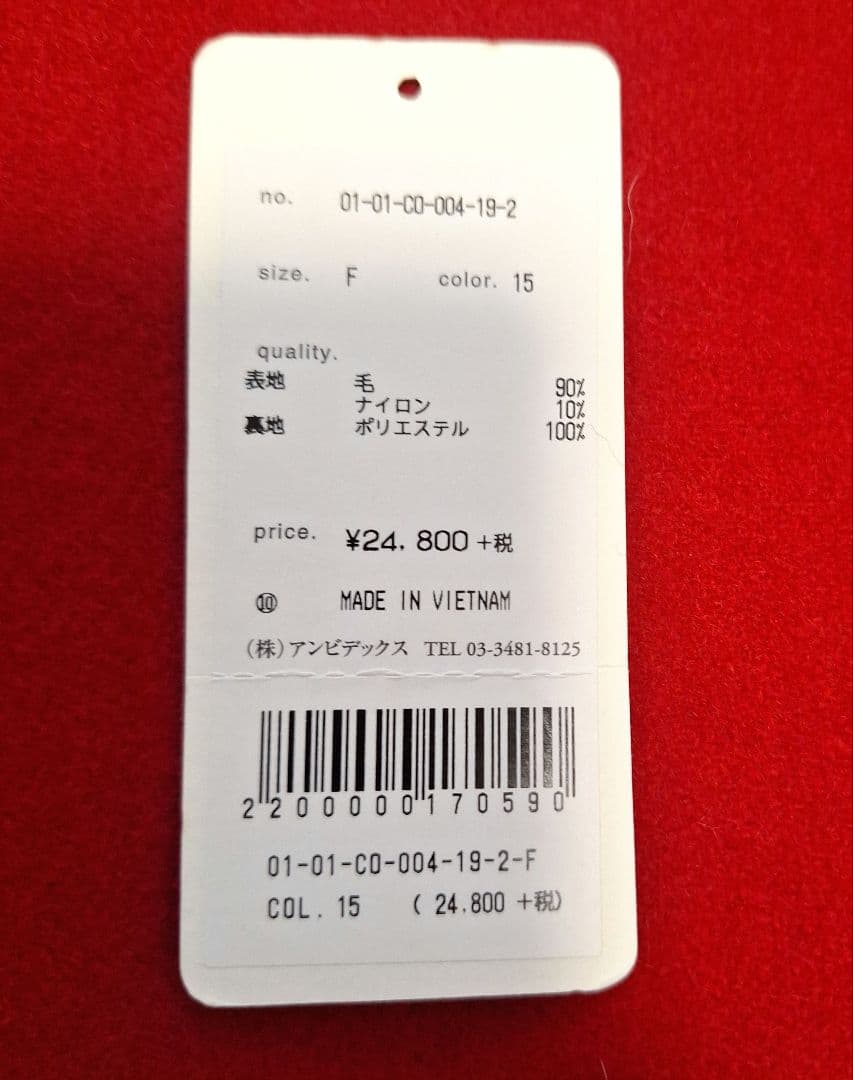 no. 01-01-CO-004-19-2
size. F color. 15
quality.
表地 毛 90%
ナイロン 10%
裏地 ポリエステル 100%
price. ¥24,800 +税
⑩ MADE IN VIETNAM
(株)アンビデックス TEL 03-3481-8125
2200000170590
01-01-CO-004-19-2-F
COL. 15 ( 24,800 +税)